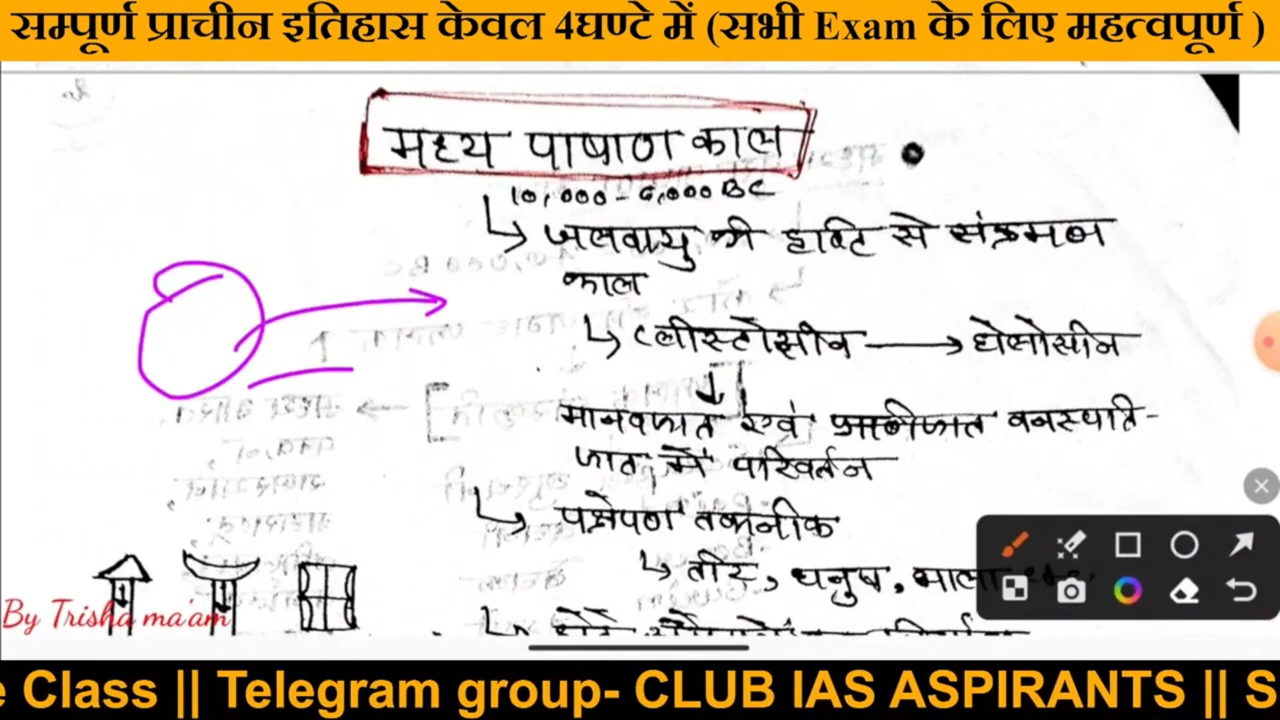 सम्पूर्ण प्राचीन इतिहास केवल 4घण्टे में (सभी Exam के लिए महत्वपूर्ण )
मध्य पाषाण काल
10,000 - 6,000 BC
जलवायु की दृष्टि से संक्रमण
काल
प्लीस्टोसीन → होलोसीन
मानवजात एवं वनस्पति-
जात में परिवर्तन
प्रक्षेपण तकनीक
तीर, धनुष, भाला
By Trisha ma'am
e Class || Telegram group- CLUB IAS ASPIRANTS || S